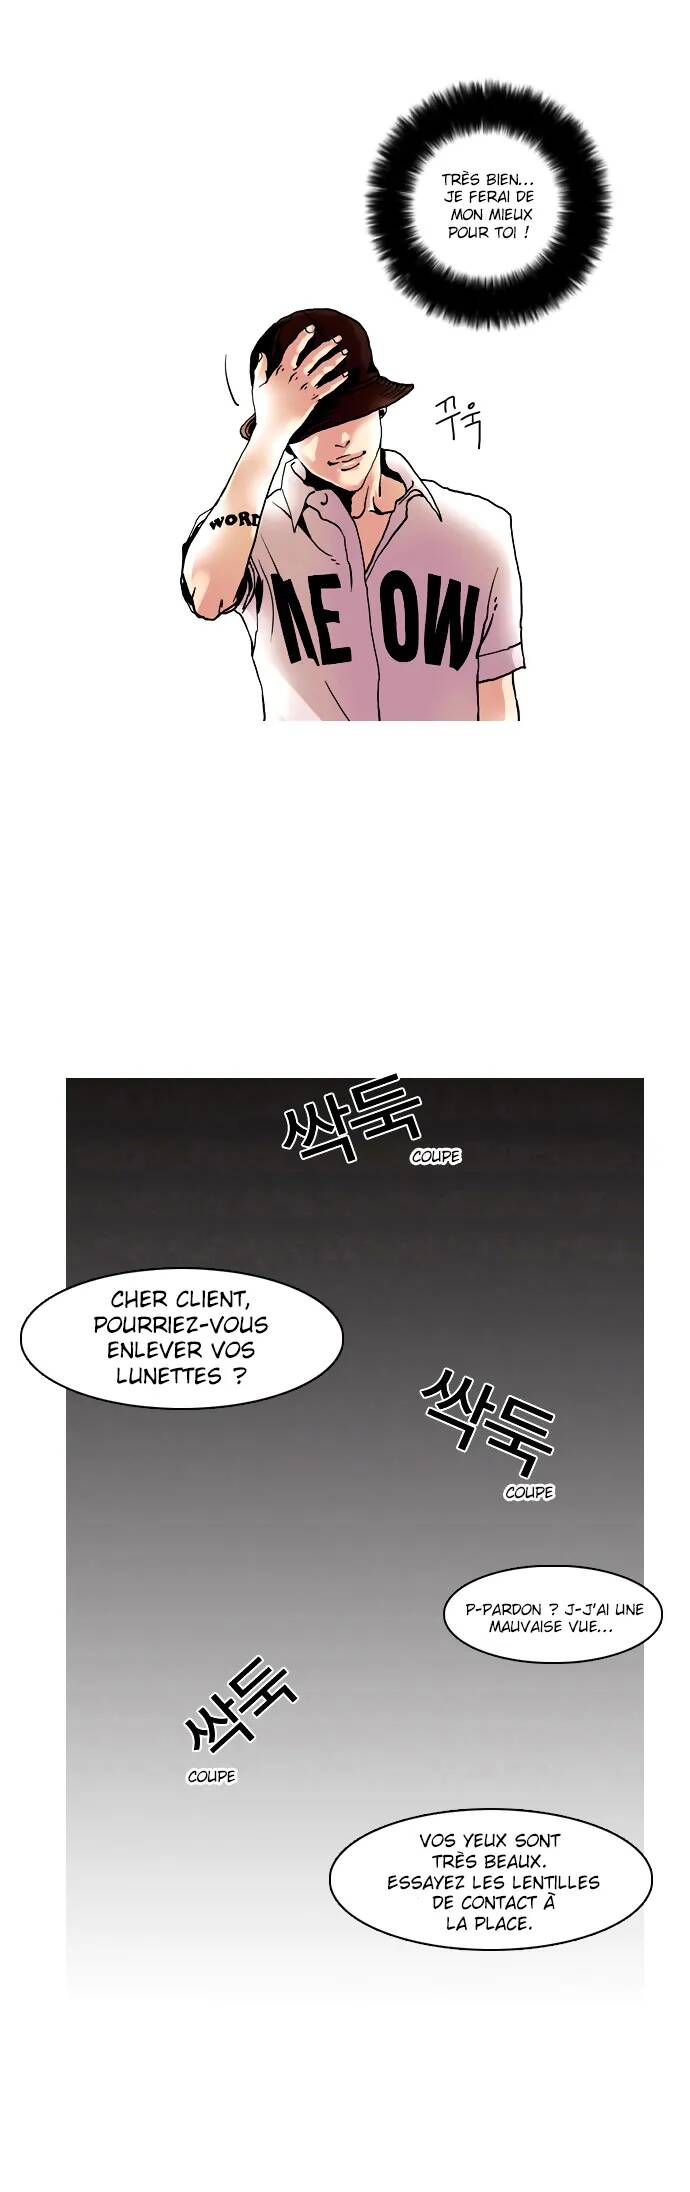 TRÈS BIEN...
JE FERAI DE
MON MIEUX
POUR TOI !
꾸욱
WORD
MEOW
싹둑
COUPE
CHER CLIENT,
POURRIEZ-VOUS
ENLEVER VOS
LUNETTES ?
싹둑
COUPE
P-PARDON ? J-J'AI UNE
MAUVAISE VUE...
싹둑
COUPE
VOS YEUX SONT
TRÈS BEAUX.
ESSAYEZ LES LENTILLES
DE CONTACT À
LA PLACE.